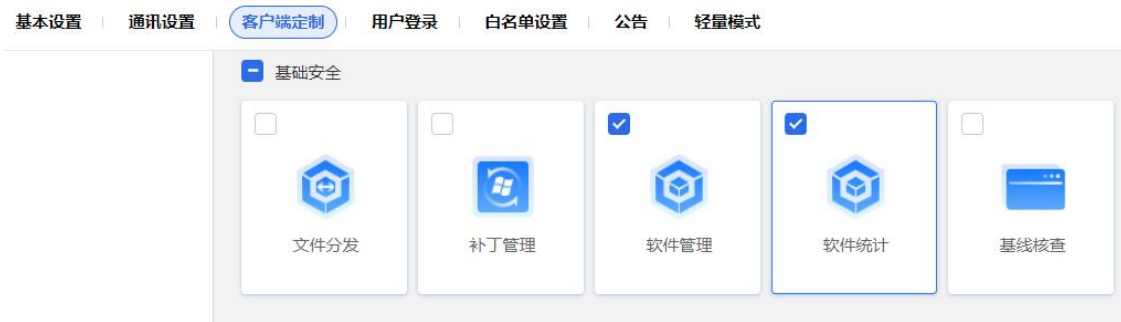 基本设置 通讯设置 客户端定制 用户登录 白名单设置 公告 轻量模式
基础安全
文件分发 补丁管理 软件管理 软件统计 基线核查